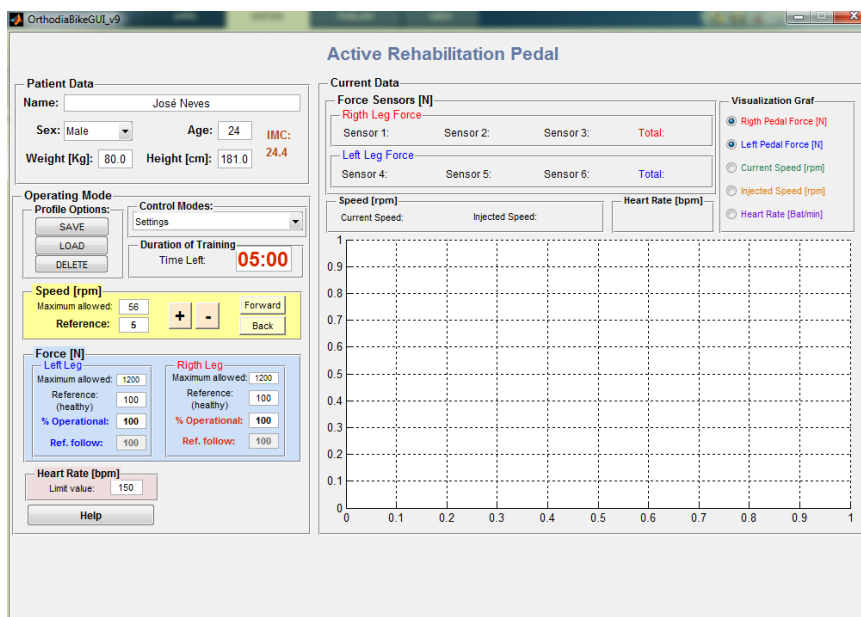 OrthodiaBikeGUI_v9
Active Rehabilitation Pedal
Patient Data
Name: José Neves
Sex: Male Age: 24 IMC:
Weight [Kg]: 80.0 Height [cm]: 181.0 24.4
Operating Mode
Profile Options:
SAVE
LOAD
DELETE
Control Modes:
Settings
Duration of Training
Time Left: 05:00
Speed [rpm]
Maximum allowed: 56
Reference: 5
+ -
Forward
Back
Force [N]
Left Leg
Maximum allowed: 1200
Reference: 100
(healthy)
% Operational: 100
Ref. follow: 100
Rigth Leg
Maximum allowed: 1200
Reference: 100
(healthy)
% Operational: 100
Ref. follow: 100
Heart Rate [bpm]
Limit value: 150
Help
Current Data
Force Sensors [N]
Rigth Leg Force
Sensor 1: Sensor 2: Sensor 3: Total:
Left Leg Force
Sensor 4: Sensor 5: Sensor 6: Total:
Speed [rpm]
Current Speed: Injected Speed:
Heart Rate [bpm]
Visualization Graf
Rigth Pedal Force [N]
Left Pedal Force [N]
Current Speed [rpm]
Injected Speed [rpm]
Heart Rate [Bat/min]
1
0.9
0.8
0.7
0.6
0.5
0.4
0.3
0.2
0.1
0
0 0.1 0.2 0.3 0.4 0.5 0.6 0.7 0.8 0.9 1